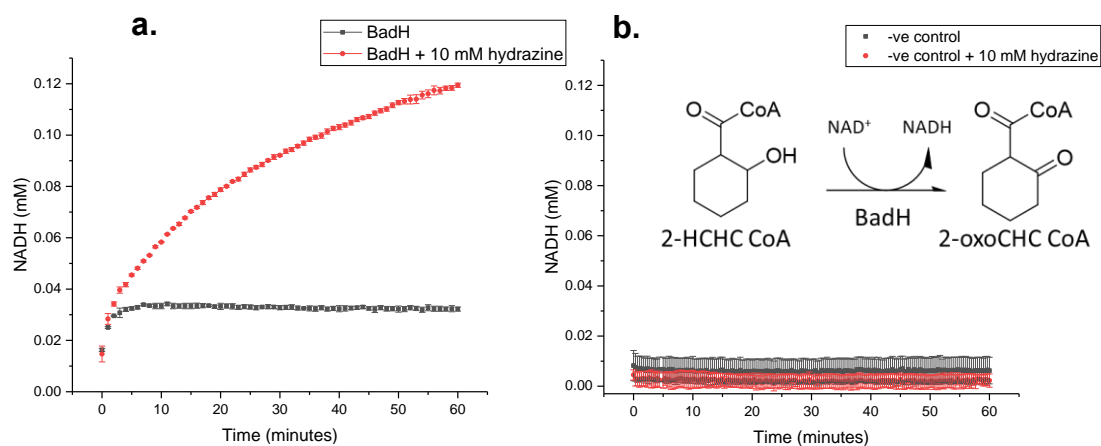 a.
BadH
BadH + 10 mM hydrazine
0.12
0.10
0.08
0.06
0.04
0.02
0.00
NADH (mM)
0
10
20
30
40
50
60
Time (minutes)
b.
-ve control
-ve control + 10 mM hydrazine
0.12
0.10
0.08
0.06
0.04
0.02
0.00
NADH (mM)
O
CoA
OH
2-HCHC CoA
NAD⁺
NADH
BadH
O
CoA
O
2-oxoCHC CoA
0
10
20
30
40
50
60
Time (minutes)